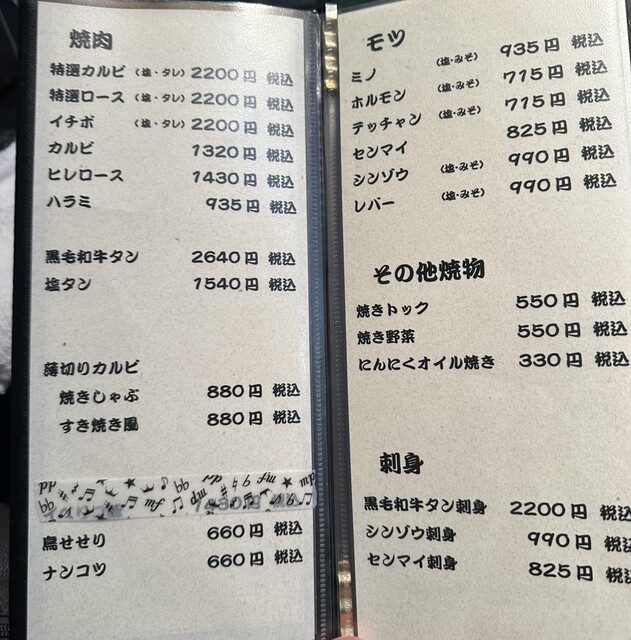 焼肉
特選カルビ (塩・タレ) 2200円 税込
特選ロース (塩・タレ) 2200円 税込
イチボ (塩・タレ) 2200円 税込
カルビ 1320円 税込
ヒレロース 1430円 税込
ハラミ 935円 税込
黒毛和牛タン 2640円 税込
塩タン 1540円 税込
薄切りカルビ
焼きしゃぶ 880円 税込
すき焼き風 880円 税込
鳥せせり 660円 税込
ナンコツ 660円 税込
モツ
ミノ (塩・みそ) 935円 税込
ホルモン (塩・みそ) 715円 税込
テッチャン (塩・みそ) 715円 税込
センマイ 825円 税込
シンゾウ (塩・みそ) 990円 税込
レバー (塩・みそ) 990円 税込
その他焼物
焼きトック 550円 税込
焼き野菜 550円 税込
にんにくオイル焼き 330円 税込
刺身
黒毛和牛タン刺身 2200円 税込
シンゾウ刺身 990円 税込
センマイ刺身 825円 税込